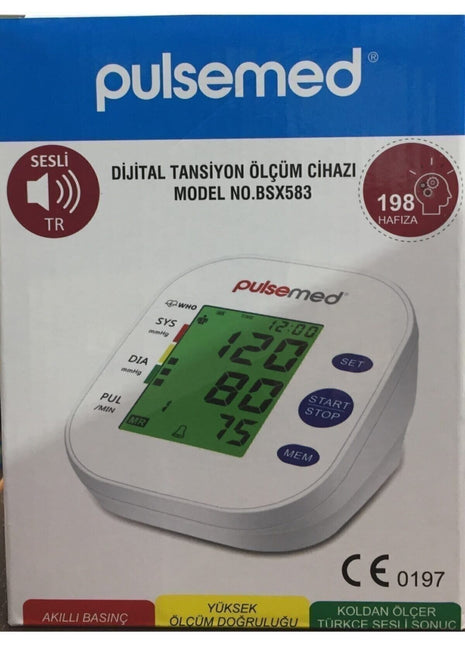 pulsemed®
SESLİ
TR
DİJİTAL TANSİYON ÖLÇÜM CİHAZI
MODEL NO.BSX583
198
HAFIZA
pulsemed
WHO
SYS
mmHg
DIA
mmHg
PUL
/MIN
12:00
120
80
1
75
SET
START
STOP
MEM
CE 0197
AKILLI BASINÇ
YÜKSEK
ÖLÇÜM DOĞRULUĞU
KOLDAN ÖLÇER
TÜRKÇE SESLİ SONUÇ